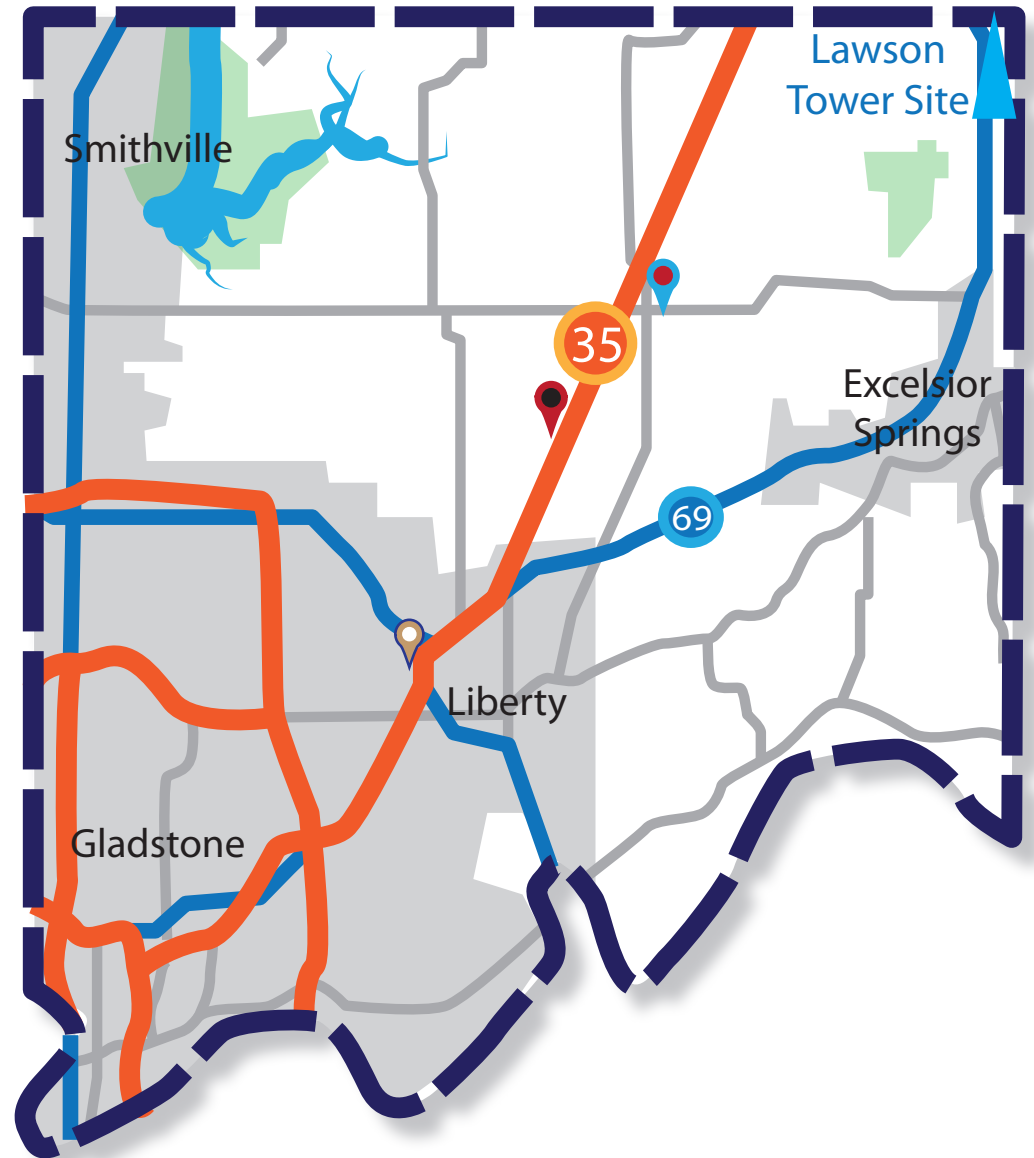 Lawson
Tower Site
Smithville
35
Excelsior
Springs
69
Liberty
Gladstone